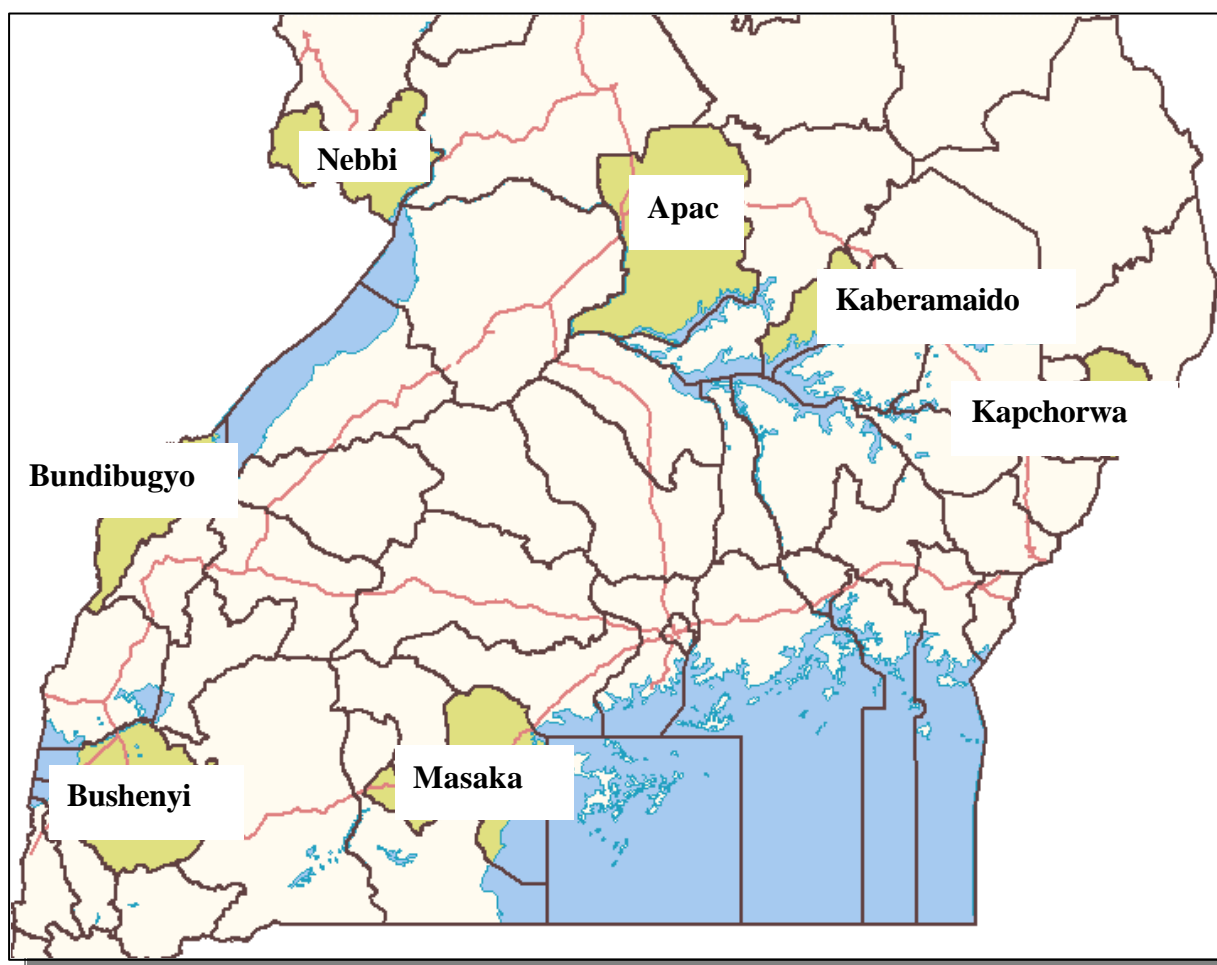 Nebbi
Apac
Kaberamaido
Kapchorwa
Bundibugyo
Masaka
Bushenyi